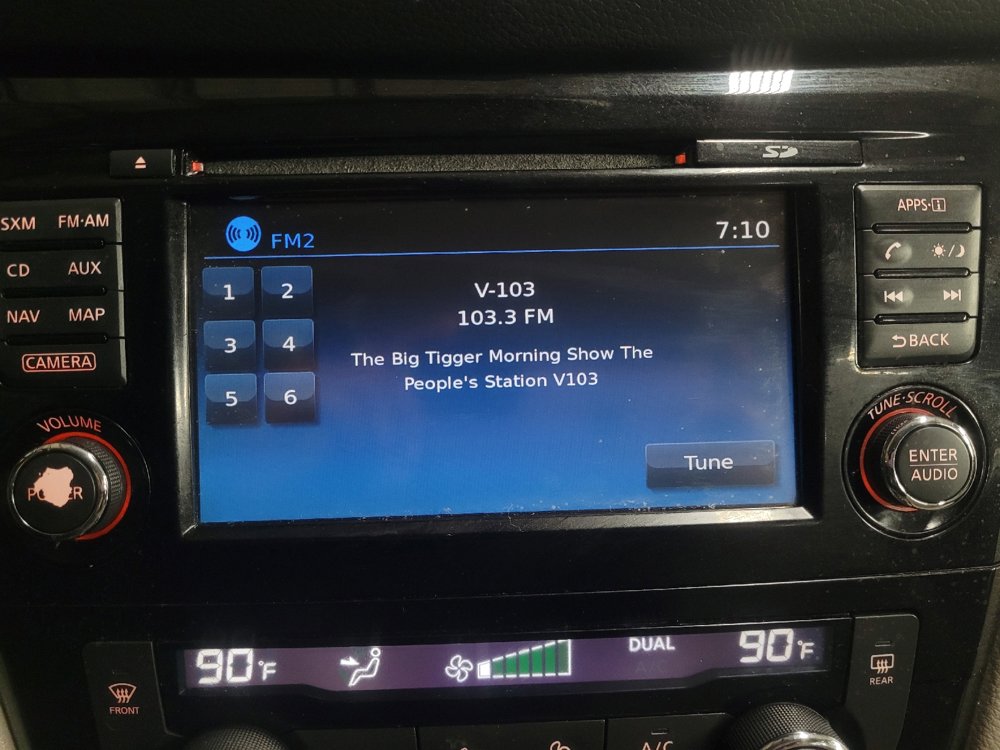 SD
SXM FM·AM
CD AUX
NAV MAP
CAMERA
VOLUME
FM2
7:10
1 2
3 4
5 6
V-103
103.3 FM
The Big Tigger Morning Show The
People's Station V103
Tune
APPS·i
BACK
TUNE·SCROLL
ENTER
AUDIO
90°F
DUAL
90°F
FRONT
REAR
A/C